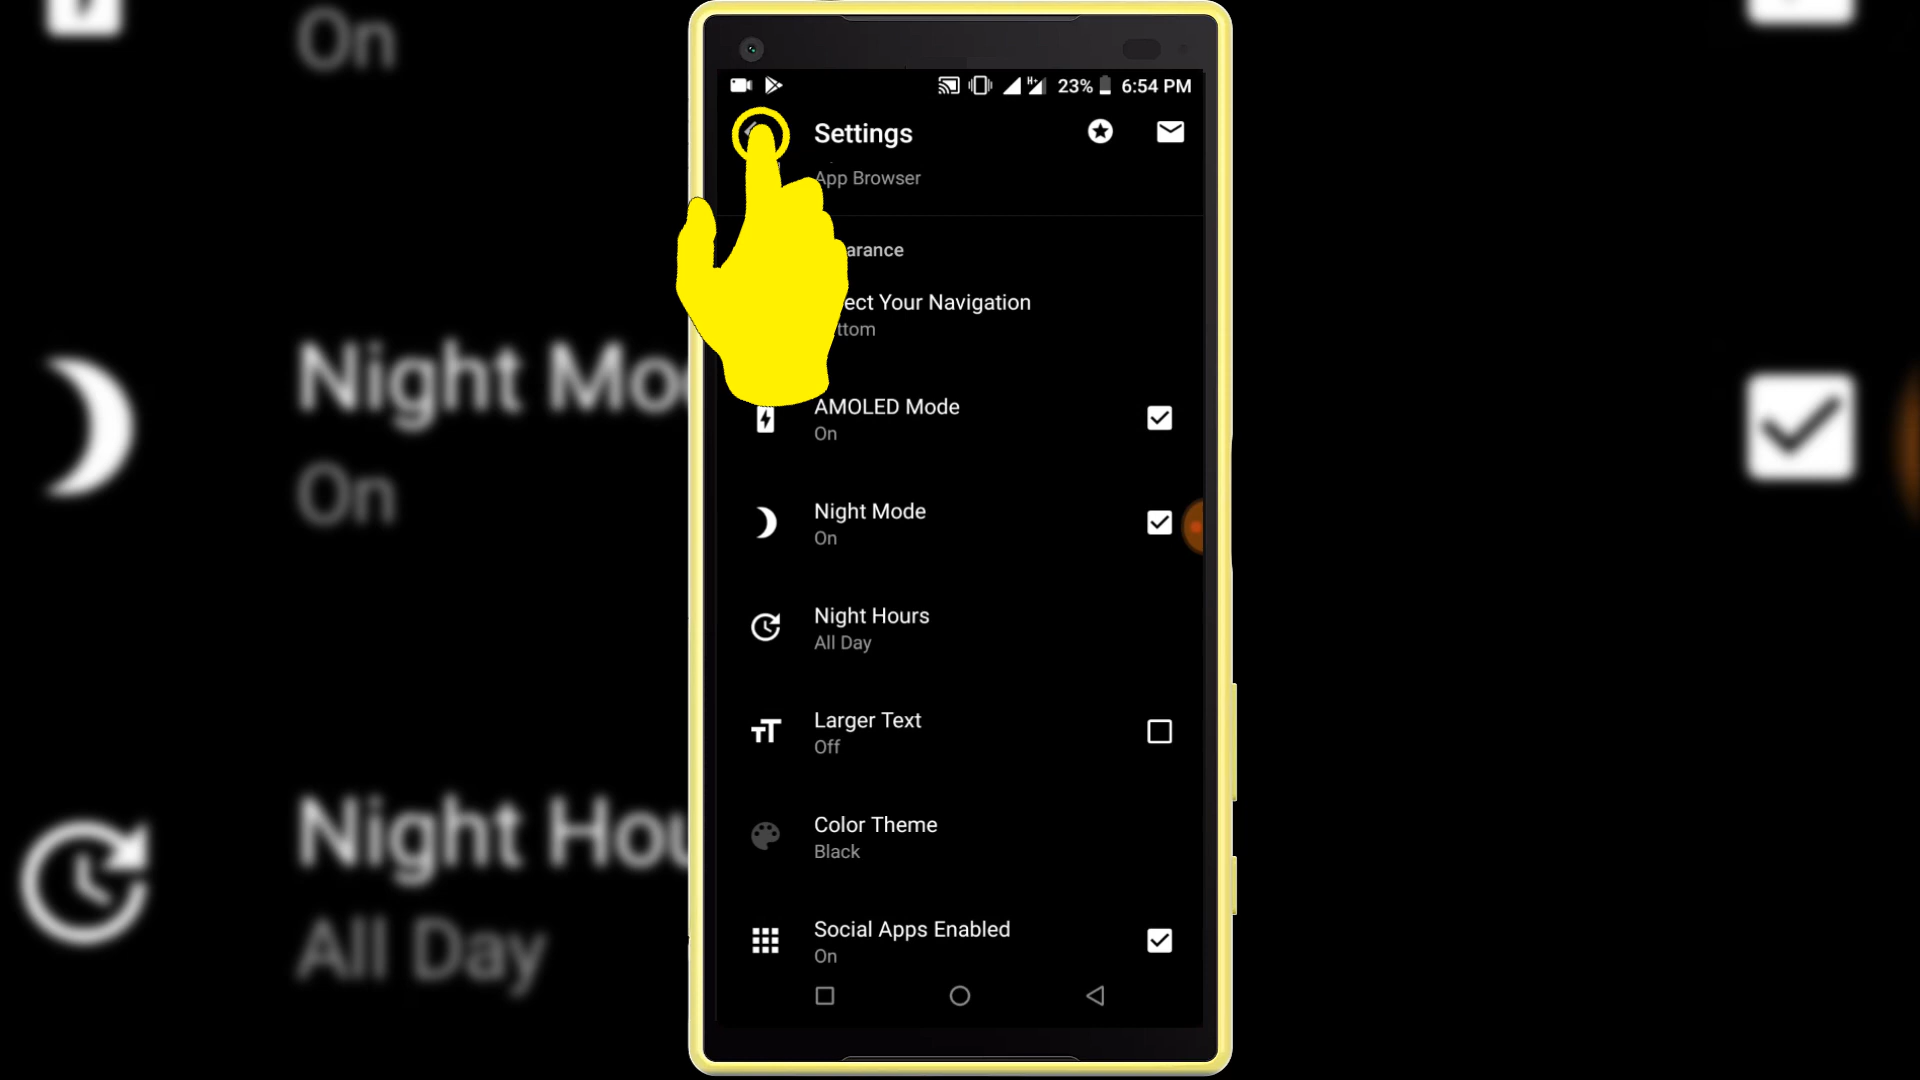 23% 6:54 PM
Settings
App Browser
arance
ect Your Navigation
ttom
AMOLED Mode
On
Night Mode
On
Night Hours
All Day
Larger Text
Off
Color Theme
Black
Social Apps Enabled
On
On
Night Mo
On
Night Hou
All Day